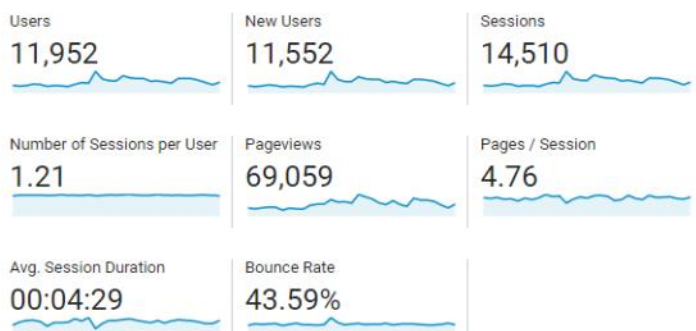 Users
11,952
New Users
11,552
Sessions
14,510
Number of Sessions per User
1.21
Pageviews
69,059
Pages / Session
4.76
Avg. Session Duration
00:04:29
Bounce Rate
43.59%